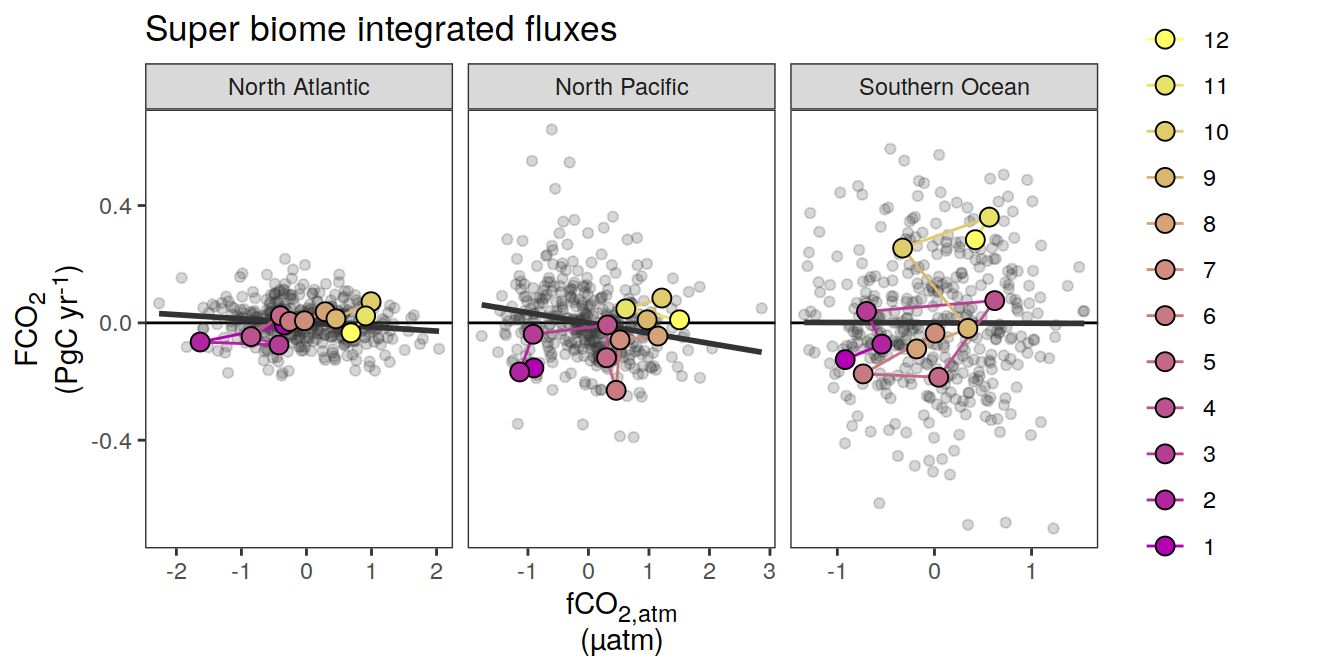 Super biome integrated fluxes
North Atlantic
North Pacific
Southern Ocean
FCO2
(PgC yr-1)
0.4
0.0
-0.4
-2 -1 0 1 2
-1 0 1 2 3
-1 0 1
fCO2,atm
(µatm)
12
11
10
9
8
7
6
5
4
3
2
1